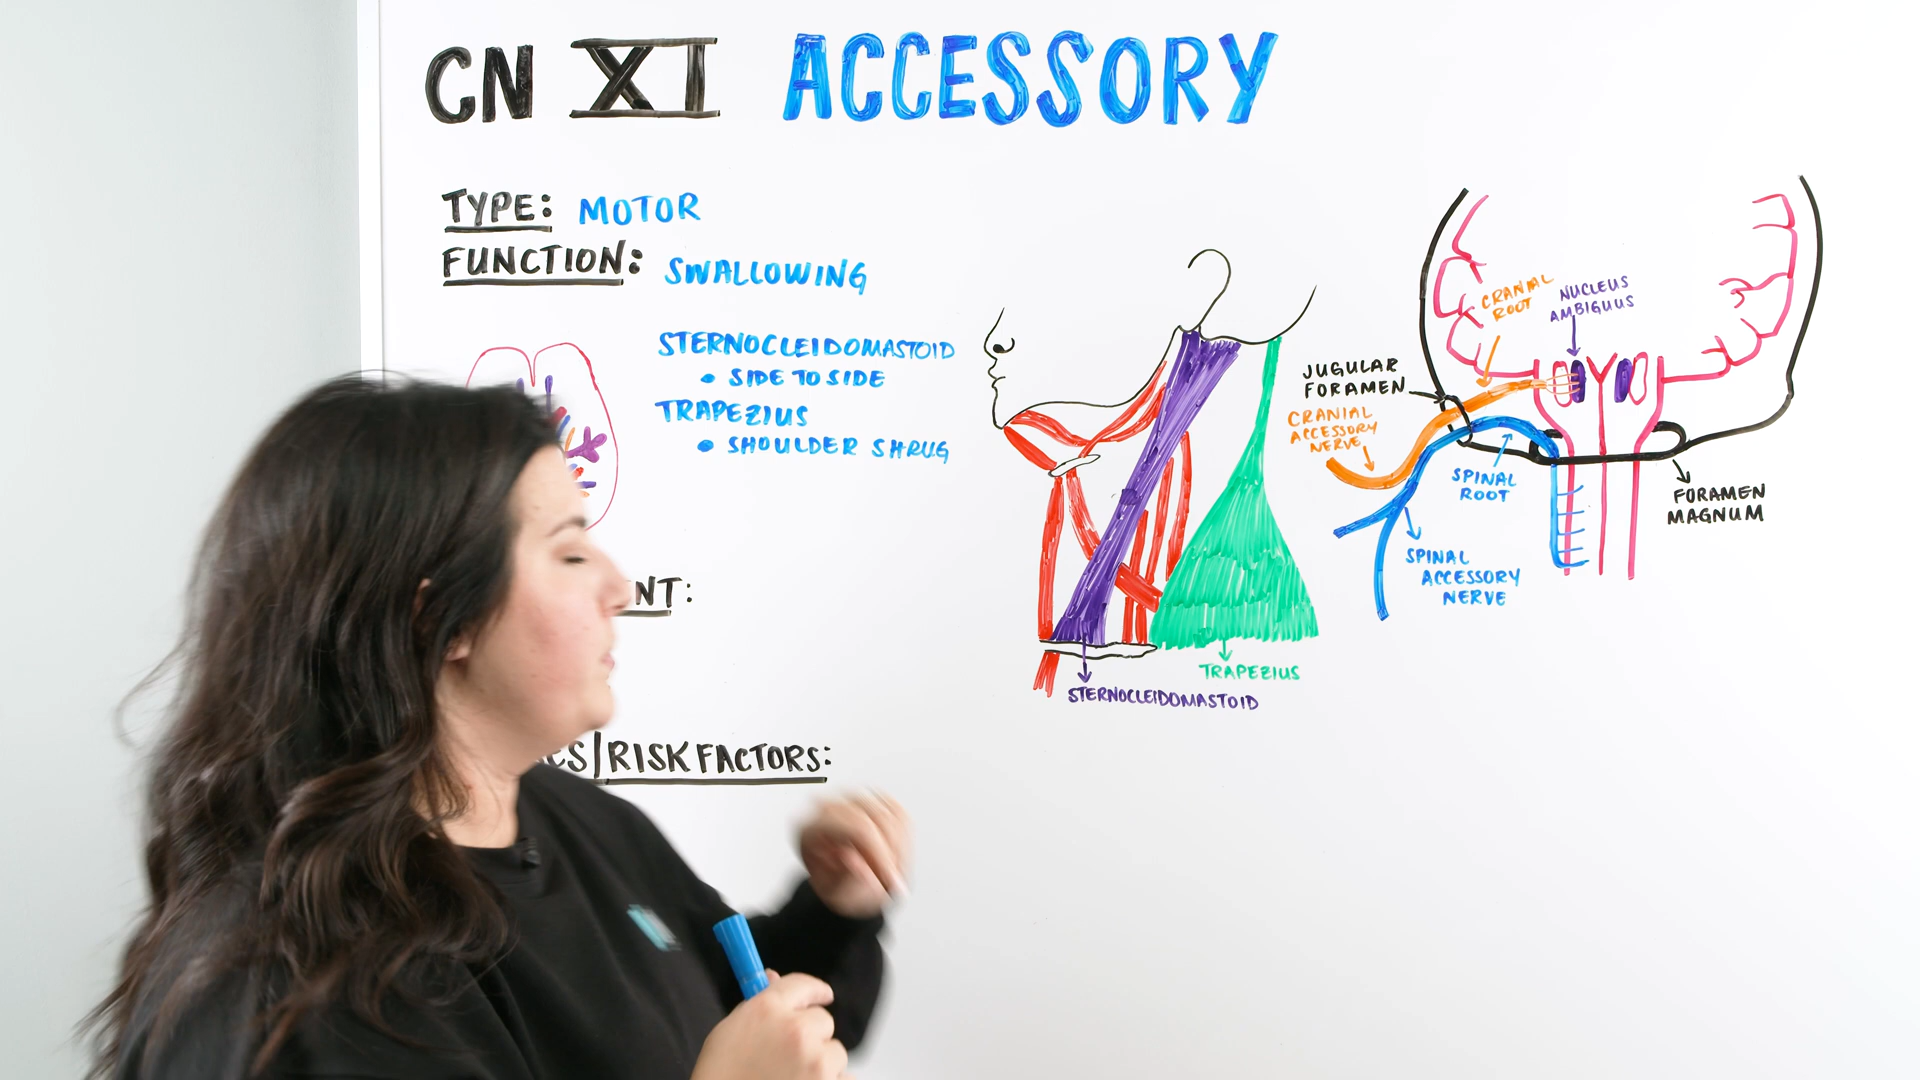 CN XI ACCESSORY
TYPE: MOTOR
FUNCTION: SWALLOWING
STERNOCLEIDOMASTOID
• SIDE TO SIDE
TRAPEZIUS
• SHOULDER SHRUG
NT:
ES/RISK FACTORS:
STERNOCLEIDOMASTOID
TRAPEZIUS
CRANIAL
ROOT
NUCLEUS
AMBIGUUS
JUGULAR
FORAMEN
CRANIAL
ACCESSORY
NERVE
SPINAL
ROOT
SPINAL
ACCESSORY
NERVE
FORAMEN
MAGNUM